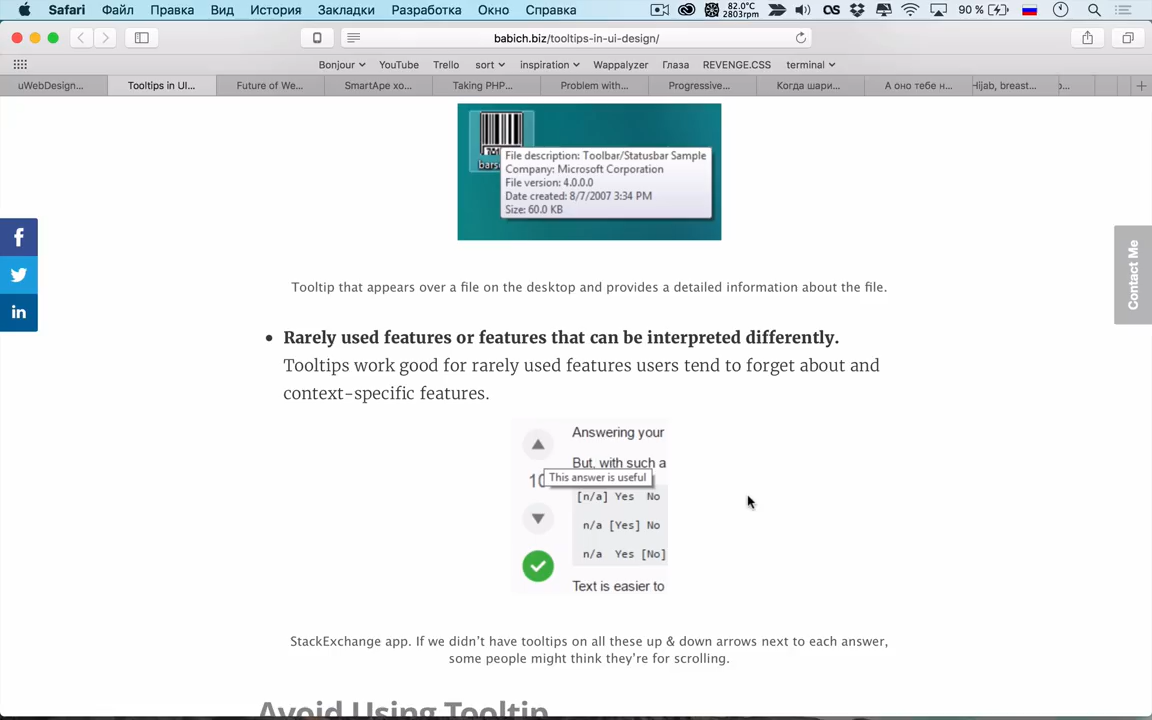 Safari Файл Правка Вид История Закладки Разработка Окно Справка 82.0°C 2803rpm 90 %
babich.biz/tooltips-in-ui-design/
Bonjour YouTube Trello sort inspiration Wappalyzer Глаза REVENGE.CSS terminal
uWebDesign... Tooltips in UI... Future of We... SmartApe хо... Taking PHP... Problem with... Progressive... Когда шари... А оно тебе н... Hijab, breast...
File description: Toolbar/Statusbar Sample
Company: Microsoft Corporation
File version: 4.0.0.0
Date created: 8/7/2007 3:34 PM
Size: 60.0 KB
Contact Me
Tooltip that appears over a file on the desktop and provides a detailed information about the file.
• Rarely used features or features that can be interpreted differently.
Tooltips work good for rarely used features users tend to forget about and
context-specific features.
Answering your
But, with such a
10 This answer is useful
[n/a] Yes No
n/a [Yes] No
n/a Yes [No]
Text is easier to
StackExchange app. If we didn't have tooltips on all these up & down arrows next to each answer,
some people might think they're for scrolling.
Avoid Using Tooltip